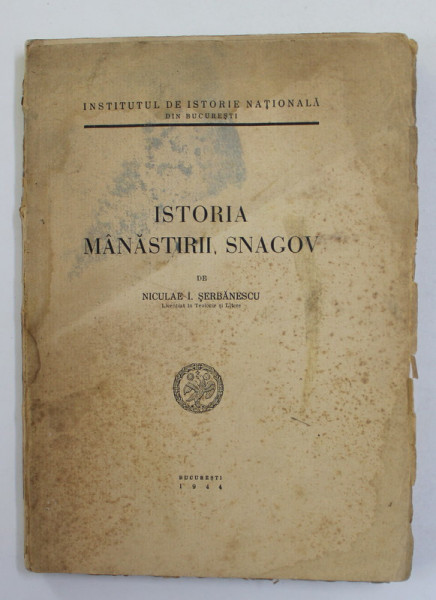 INSTITUTUL DE ISTORIE NAȚIONALĂ
DIN BUCUREȘTI
ISTORIA
MÂNĂSTIRII SNAGOV
DE
NICULAE I. ȘERBĂNESCU
Licențiat în Teologie și Litere
BUCUREȘTI
1944